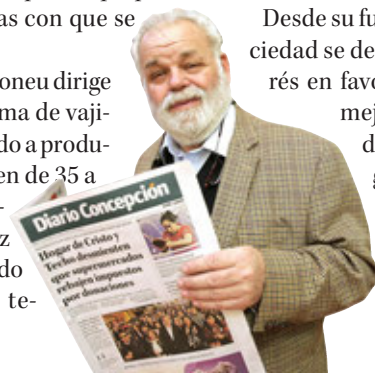 as con que se
oneu dirige
ma de vaji-
do a produ-
en de 35 a
z
do
te-
Desde su fu
ciedad se de
rés en favo
mej
d
g
Diario Concepción
Hogar de Cristo y
Techo desmienten
que supermercados
rebajen impuestos
por donaciones